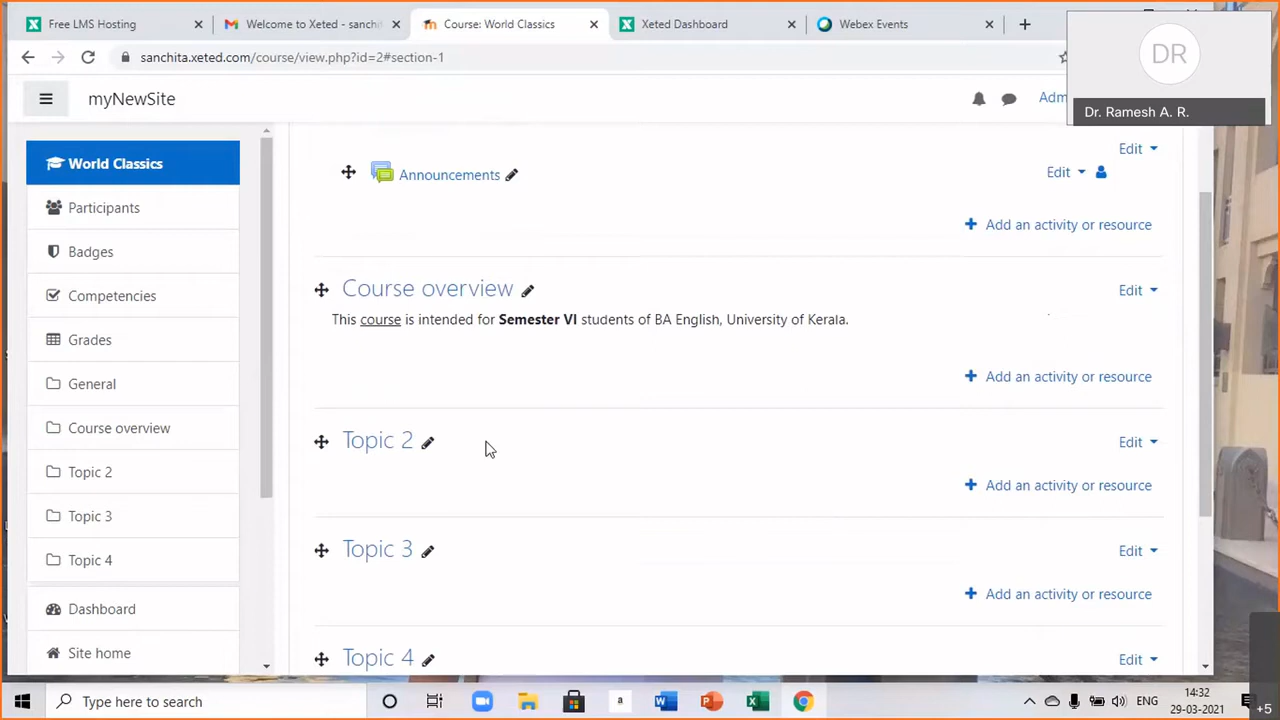 Free LMS Hosting
Welcome to Xeted - sanchit
Course: World Classics
Xeted Dashboard
Webex Events
sanchita.xeted.com/course/view.php?id=2#section-1
DR
Dr. Ramesh A. R.
myNewSite
Adm
World Classics
Participants
Badges
Competencies
Grades
General
Course overview
Topic 2
Topic 3
Topic 4
Dashboard
Site home
Edit
Announcements
Edit
Add an activity or resource
Course overview
Edit
This course is intended for Semester VI students of BA English, University of Kerala.
Add an activity or resource
Topic 2
Edit
Add an activity or resource
Topic 3
Edit
Add an activity or resource
Topic 4
Edit
Type here to search
a
ENG
14:32
29-03-2021
+5